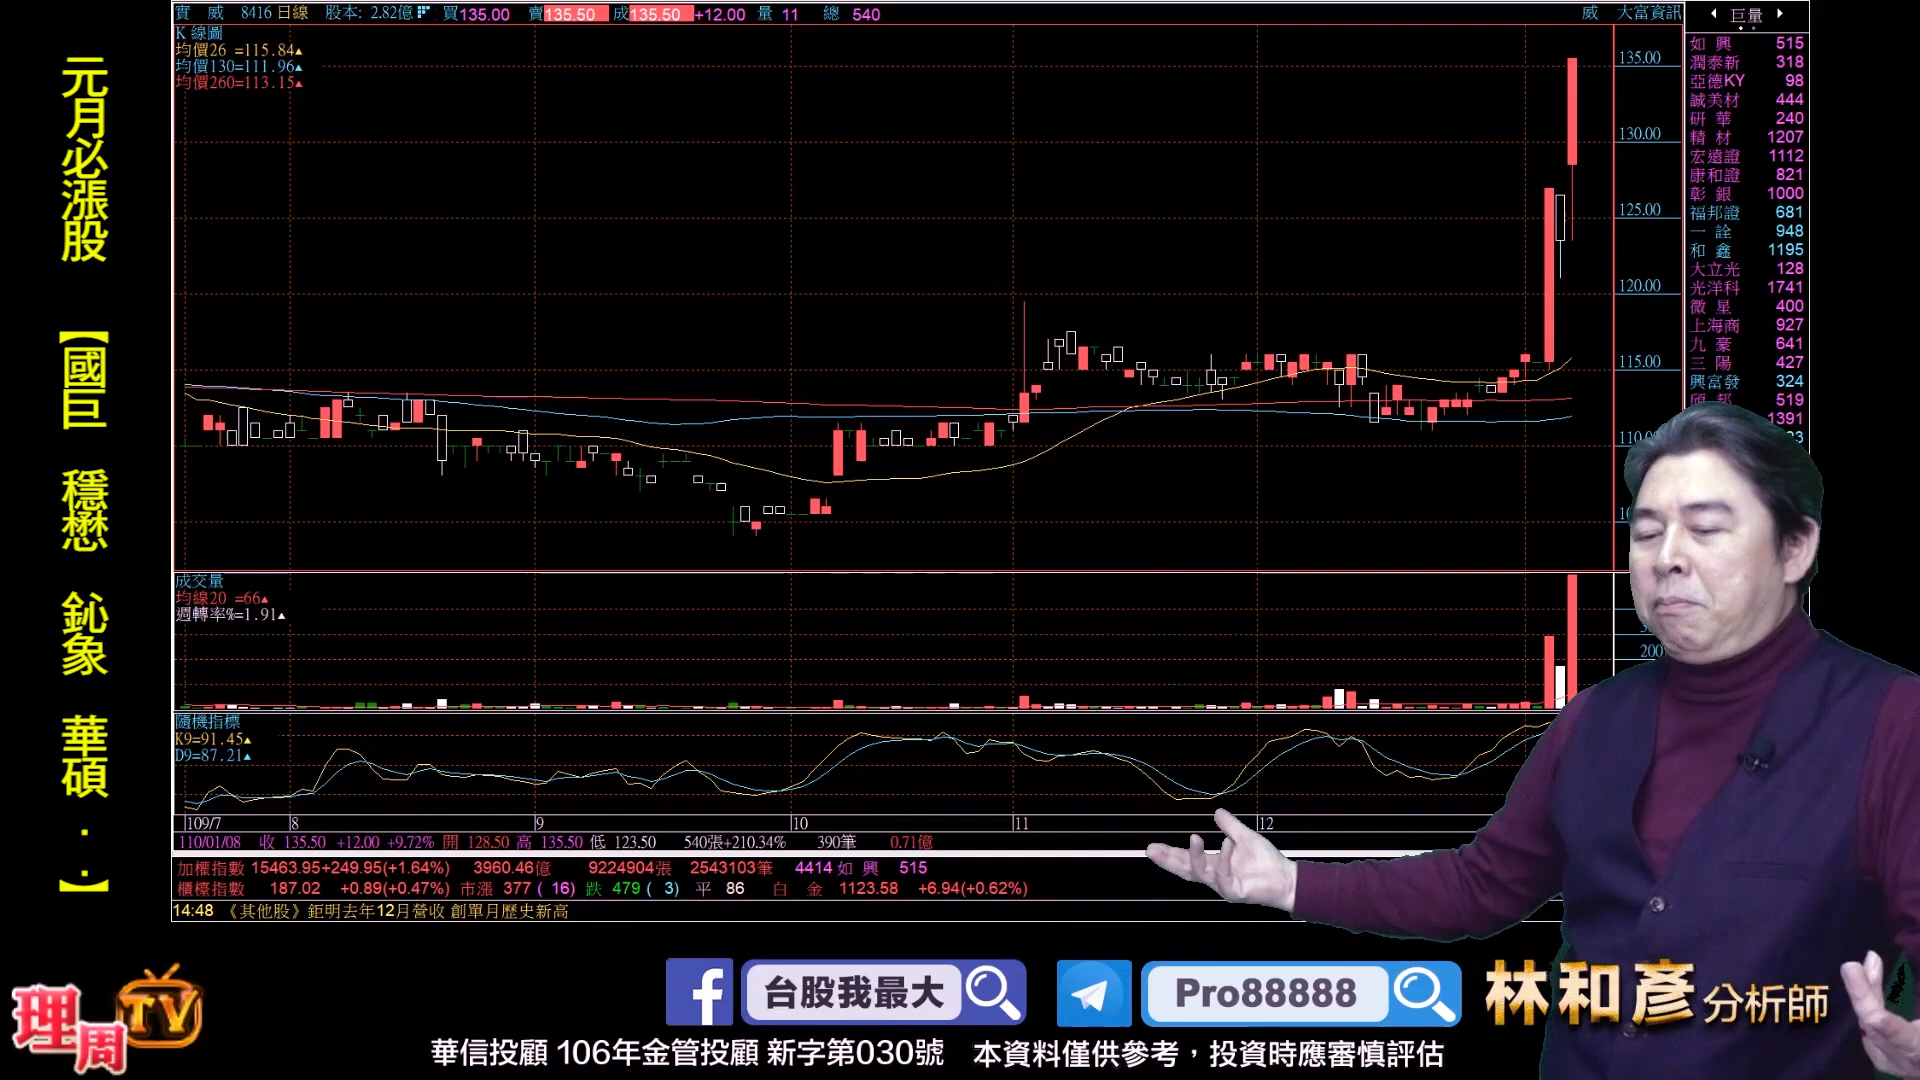 元月必漲股 【國巨 穩懋 鈊象 華碩...】
實 威 8416 日線 股本: 2.82億 買135.00 賣135.50 成135.50 +12.00 量 11 總 540 威 大富資訊
K 線圖
均價26 =115.84▲
均價130=111.96▲
均價260=113.15▲
135.00
130.00
125.00
120.00
115.00
成交量
均線20 =66▲
週轉率%=1.91▲
200
隨機指標
K9=91.45▲
D9=87.21▲
109/7 8 9 10 11 12
110/01/08 收 135.50 +12.00 +9.72% 開 128.50 高 135.50 低 123.50 540張+210.34% 390筆 0.71億
加權指數 15463.95+249.95(+1.64%) 3960.46億 9224904張 2543103筆 4414 如 興 515
櫃檯指數 187.02 +0.89(+0.47%) 市漲 377 ( 16) 跌 479 ( 3) 平 86 白 金 1123.58 +6.94(+0.62%)
14:48 《其他股》鉅明去年12月營收 創單月歷史新高
巨量
如 興 515
潤泰新 318
亞德KY 98
誠美材 444
研 華 240
精 材 1207
宏遠證 1112
康和證 821
彰 銀 1000
福邦證 681
一 詮 948
和 鑫 1195
大立光 128
光洋科 1741
微 星 400
上海商 927
九 豪 641
三 陽 427
興富發 324
頎 邦 519
1391
理周TV
f 台股我最大
Pro88888
林和彥 分析師
華信投顧 106年金管投顧 新字第030號 本資料僅供參考，投資時應審慎評估